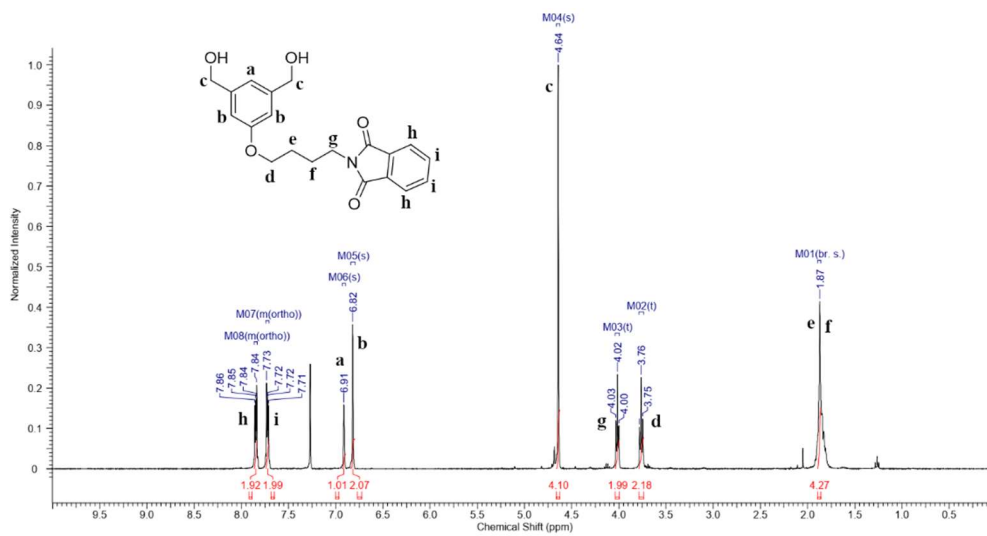 M04(s)
4.64
1.0
OH
OH
a
0.9
c
c
c
b
b
0.8
e
g
O
h
O
N
i
0.7
d
f
i
O
h
0.6
Normalized Intensity
M05(s)
0.5
M06(s)
M01(br. s.)
6.82
1.87
M07(m(ortho))
M02(t)
0.4
M08(m(ortho))
M03(t)
b
e
f
3.76
4.02
a
0.3
7.86
7.85
7.84
7.84
7.73
7.72
7.72
7.71
6.91
4.03
4.00
3.75
0.2
h
i
g
d
0.1
0
1.92
1.99
1.01
2.07
4.10
1.99
2.18
4.27
9.5
9.0
8.5
8.0
7.5
7.0
6.5
6.0
5.5
5.0
4.5
4.0
3.5
3.0
2.5
2.0
1.5
1.0
0.5
Chemical Shift (ppm)